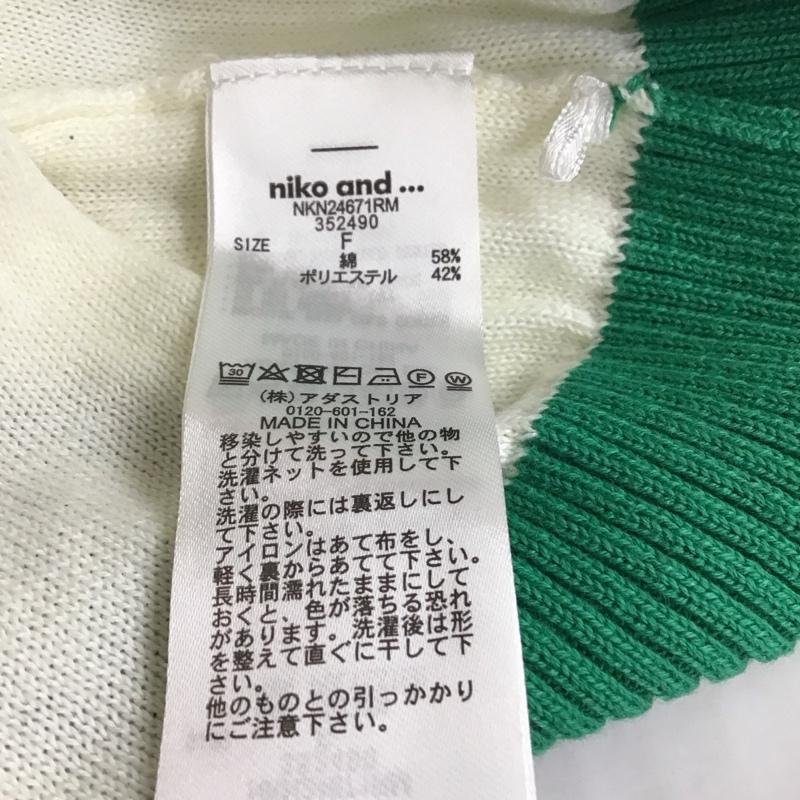 niko and ...
NKN24671RM
352490
SIZE F
綿 58%
ポリエステル 42%
30
F
W
(株)アダストリア
0120-601-162
MADE IN CHINA
移染しやすいので他の物
と分けて洗って下さい。
洗濯ネットを使用して下
さい。
洗濯の際には裏返しにし
て下さい。
アイロンはあて布をし、
軽く裏からあてて下さい。
長時間濡れたままにして
おくと、色が落ちる恐れ
があります。洗濯後は形
を整えて直ぐに干して下
さい。
他のものとの引っかかり
にご注意下さい。